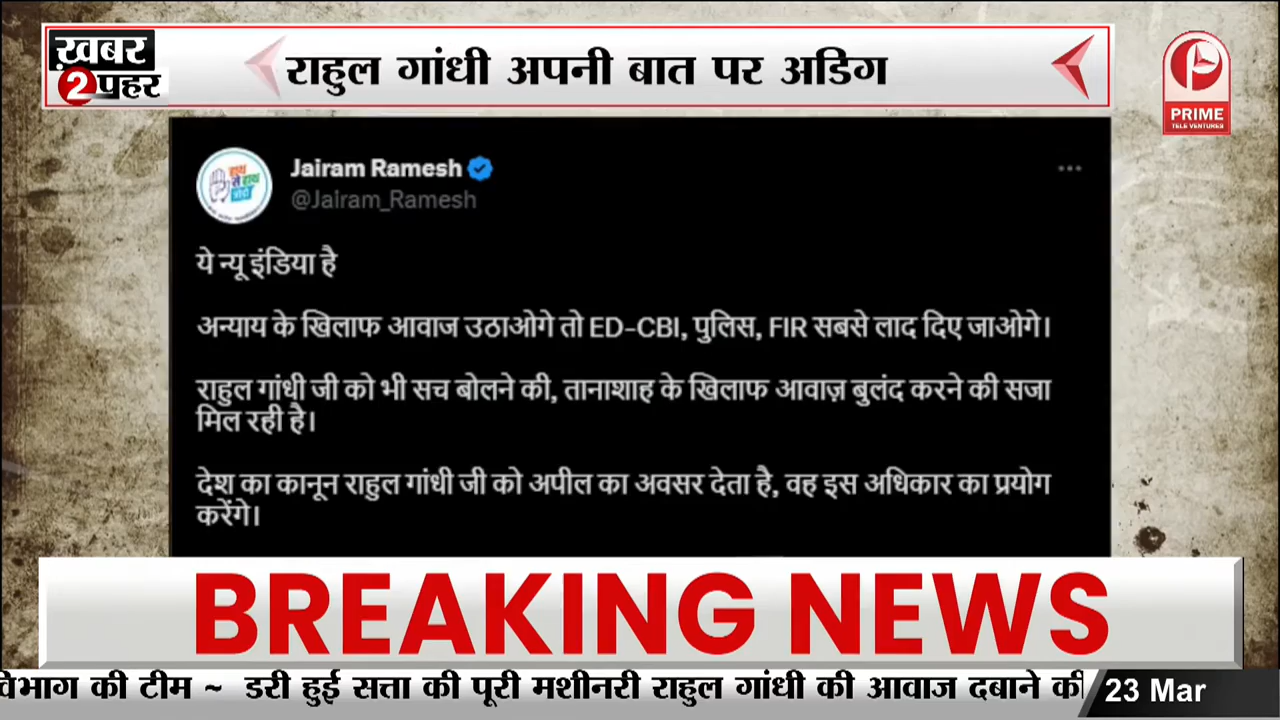 ख़बर
2 पहर
राहुल गांधी अपनी बात पर अडिग
PRIME
TELE VENTURES
Jairam Ramesh
@Jairam_Ramesh
ये न्यू इंडिया है
अन्याय के खिलाफ आवाज उठाओगे तो ED-CBI, पुलिस, FIR सबसे लाद दिए जाओगे।
राहुल गांधी जी को भी सच बोलने की, तानाशाह के खिलाफ आवाज़ बुलंद करने की सजा
मिल रही है।
देश का कानून राहुल गांधी जी को अपील का अवसर देता है, वह इस अधिकार का प्रयोग
करेंगे।
BREAKING NEWS
विभाग की टीम ~ डरी हुई सत्ता की पूरी मशीनरी राहुल गांधी की आवाज दबाने की
23 Mar